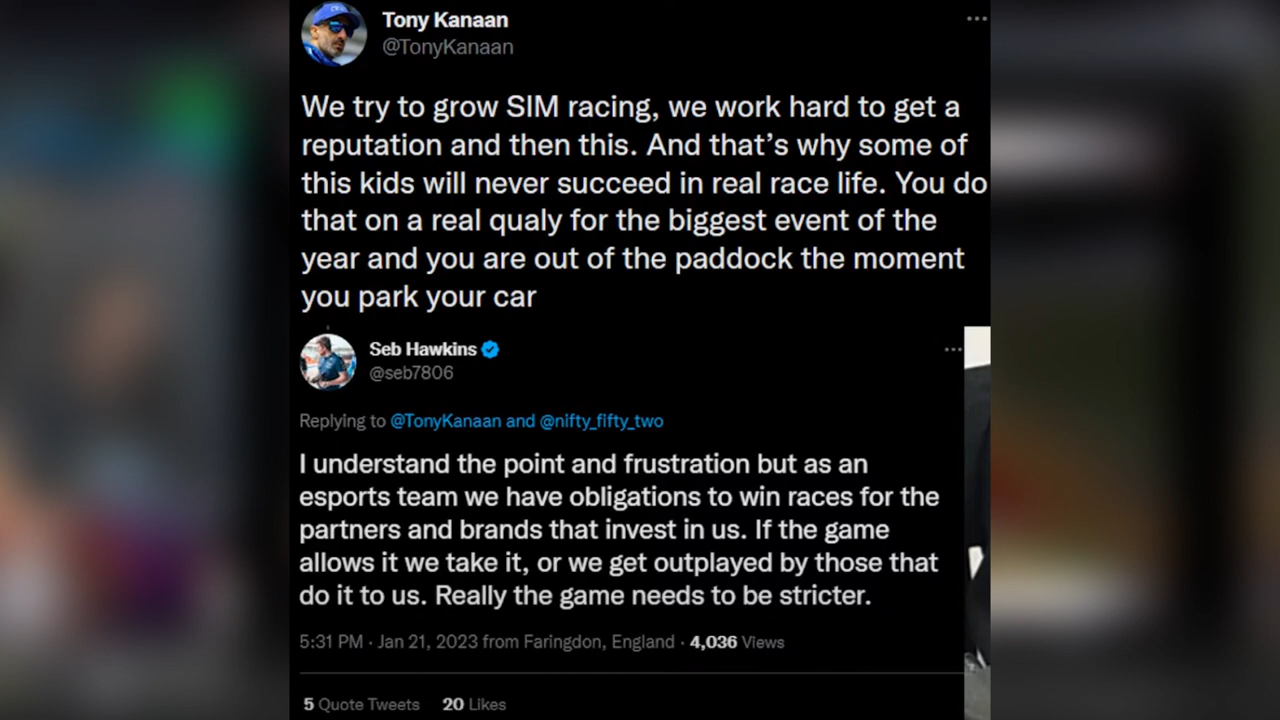 Tony Kanaan
@TonyKanaan
We try to grow SIM racing, we work hard to get a
reputation and then this. And that’s why some of
this kids will never succeed in real race life. You do
that on a real qualy for the biggest event of the
year and you are out of the paddock the moment
you park your car
Seb Hawkins
@seb7806
Replying to @TonyKanaan and @nifty_fifty_two
I understand the point and frustration but as an
esports team we have obligations to win races for the
partners and brands that invest in us. If the game
allows it we take it, or we get outplayed by those that
do it to us. Really the game needs to be stricter.
5:31 PM · Jan 21, 2023 from Faringdon, England · 4,036 Views
5 Quote Tweets 20 Likes